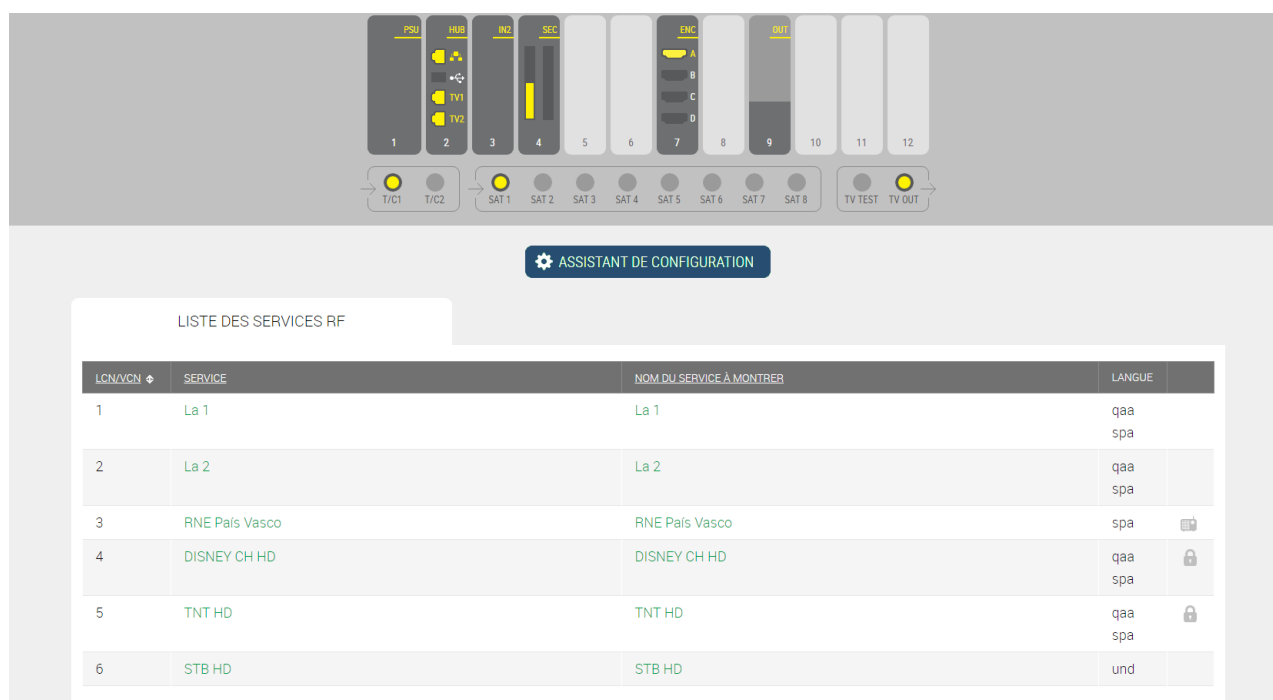 PSU HUB IN2 SEC ENC OUT
A
B
TV1 C
TV2 D
1 2 3 4 5 6 7 8 9 10 11 12
T/C1 T/C2 SAT 1 SAT 2 SAT 3 SAT 4 SAT 5 SAT 6 SAT 7 SAT 8 TV TEST TV OUT
ASSISTANT DE CONFIGURATION
LISTE DES SERVICES RF
LCN/VCN SERVICE NOM DU SERVICE À MONTRER LANGUE
1 La 1 La 1 qaa
spa
2 La 2 La 2 qaa
spa
3 RNE País Vasco RNE País Vasco spa
4 DISNEY CH HD DISNEY CH HD qaa
spa
5 TNT HD TNT HD qaa
spa
6 STB HD STB HD und